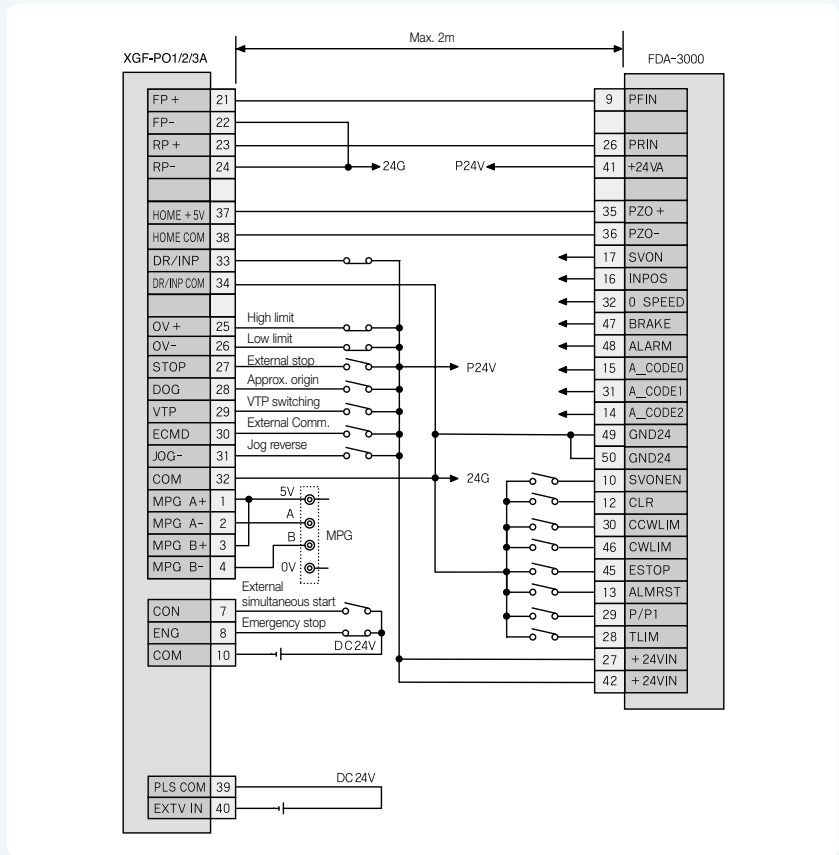 Max. 2m
XGF-PO1/2/3A
FDA-3000
FP + 21
9 PFIN
FP- 22
RP + 23
26 PRIN
RP- 24
24G
P24V
41 +24VA
HOME +5V 37
35 PZO +
HOME COM 38
36 PZO-
DR/INP 33
17 SVON
DR/INP COM 34
16 INPOS
32 0 SPEED
OV + 25
High limit
47 BRAKE
OV- 26
Low limit
48 ALARM
STOP 27
External stop
P24V
15 A_CODE0
DOG 28
Approx. origin
31 A_CODE1
VTP 29
VTP switching
14 A_CODE2
ECMD 30
External Comm.
49 GND24
JOG- 31
Jog reverse
50 GND24
COM 32
24G
10 SVONEN
MPG A+ 1
5V
12 CLR
MPG A- 2
A
30 CCWLIM
MPG B+ 3
B
MPG
46 CWLIM
MPG B- 4
0V
45 ESTOP
External
simultaneous start
13 ALMRST
CON 7
29 P/P1
ENG 8
Emergency stop
28 TLIM
COM 10
DC24V
27 +24VIN
42 +24VIN
PLS COM 39
DC24V
EXTV IN 40